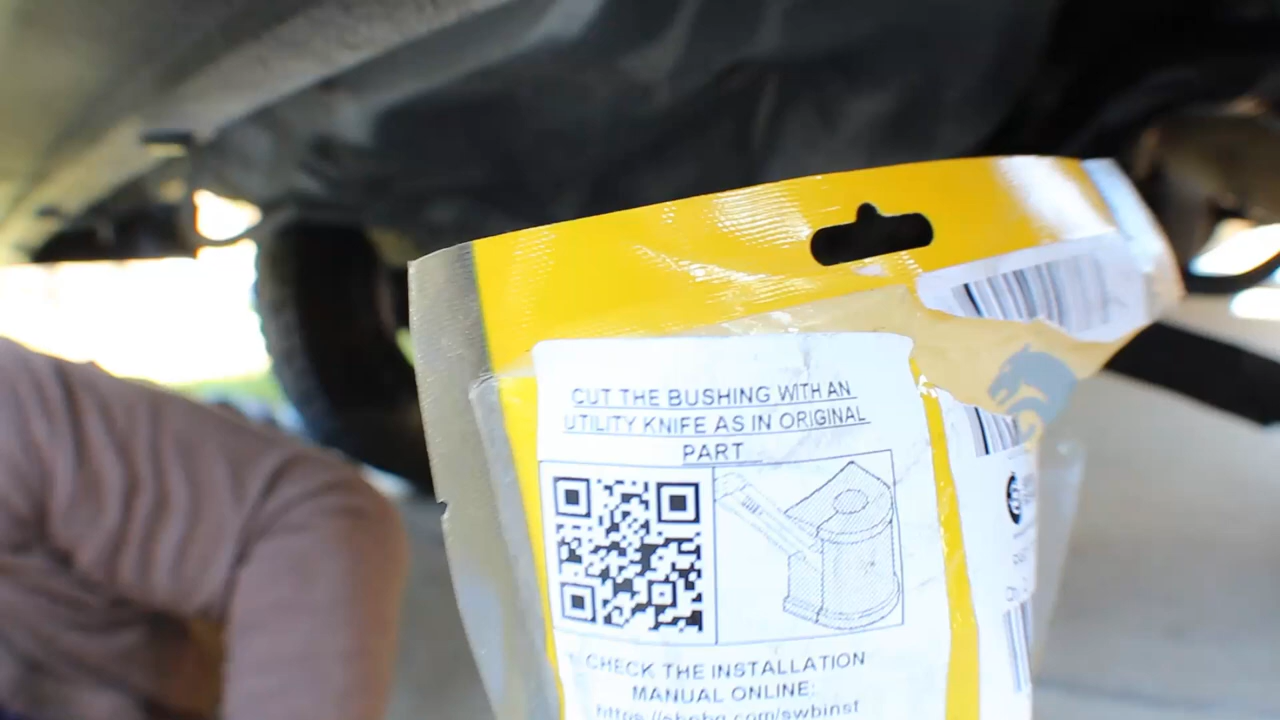 CUT THE BUSHING WITH AN
UTILITY KNIFE AS IN ORIGINAL
PART
CHECK THE INSTALLATION
MANUAL ONLINE: